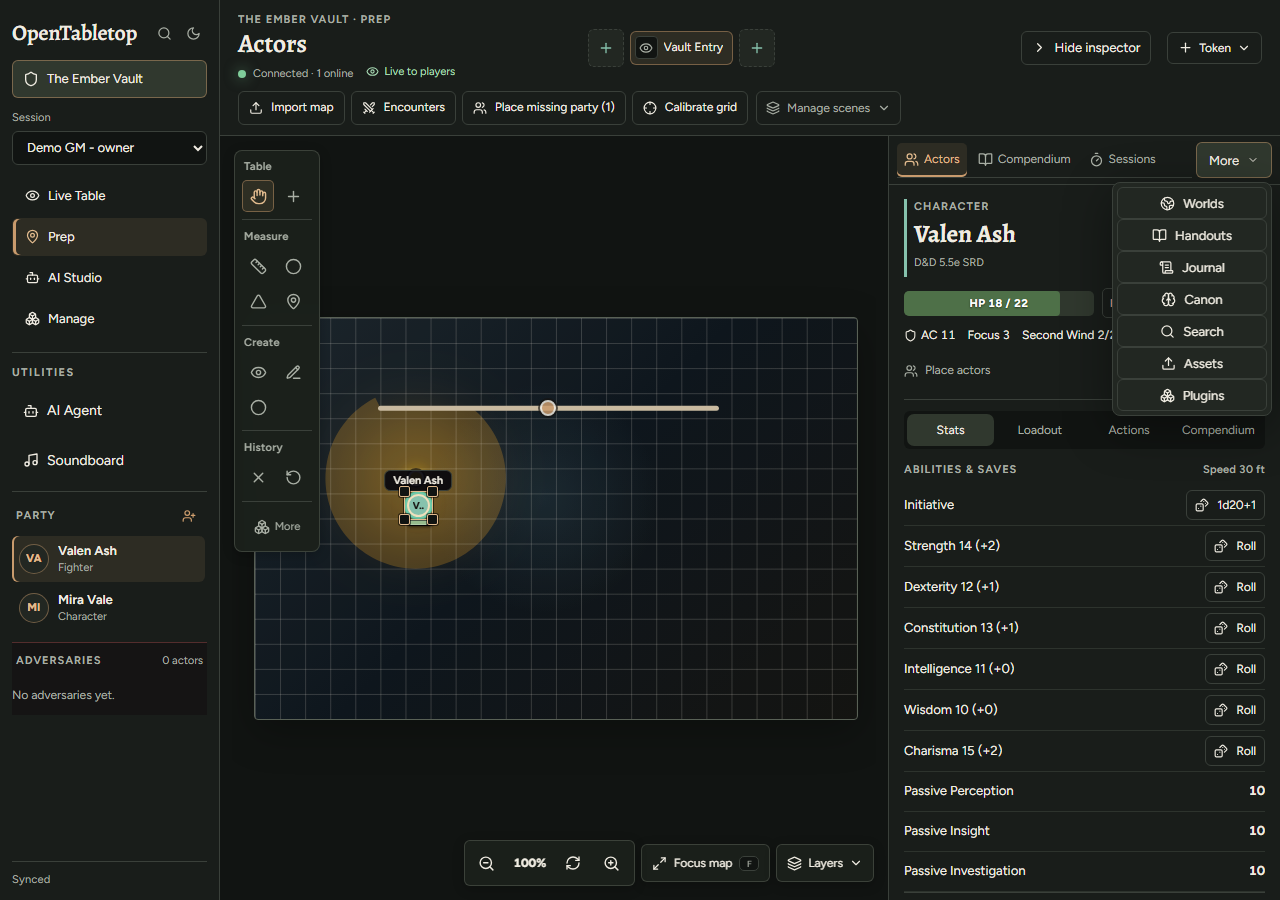 OpenTabletop
The Ember Vault
Session
Demo GM - owner
Live Table
Prep
AI Studio
Manage
UTILITIES
AI Agent
Soundboard
PARTY
VA
Valen Ash
Fighter
MI
Mira Vale
Character
ADVERSARIES
0 actors
No adversaries yet.
Synced
THE EMBER VAULT · PREP
Actors
Connected · 1 online
Live to players
Vault Entry
Hide inspector
Token
Import map
Encounters
Place missing party (1)
Calibrate grid
Manage scenes
Table
Measure
Create
History
More
Valen Ash
V..
100%
Focus map
F
Layers
Actors
Compendium
Sessions
More
Worlds
Handouts
Journal
Canon
Search
Assets
Plugins
CHARACTER
Valen Ash
D&D 5.5e SRD
HP 18 / 22
AC 11
Focus 3
Second Wind 2/2
Place actors
Stats
Loadout
Actions
Compendium
ABILITIES & SAVES
Speed 30 ft
Initiative
1d20+1
Strength 14 (+2)
Roll
Dexterity 12 (+1)
Roll
Constitution 13 (+1)
Roll
Intelligence 11 (+0)
Roll
Wisdom 10 (+0)
Roll
Charisma 15 (+2)
Roll
Passive Perception
10
Passive Insight
10
Passive Investigation
10